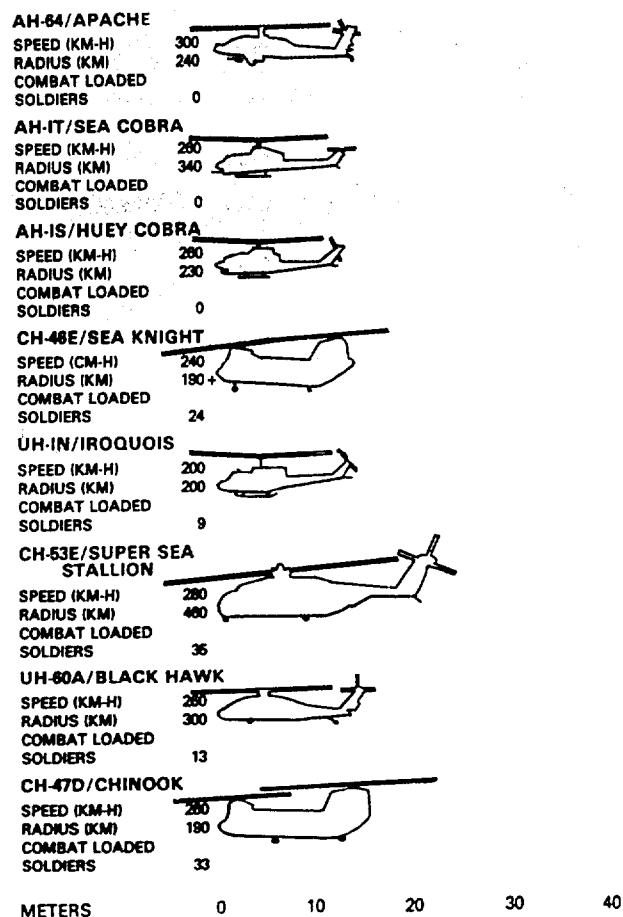 AH-64/APACHE
SPEED (KM-H) 300
RADIUS (KM) 240
COMBAT LOADED
SOLDIERS 0
AH-IT/SEA COBRA
SPEED (KM-H) 260
RADIUS (KM) 340
COMBAT LOADED
SOLDIERS 0
AH-IS/HUEY COBRA
SPEED (KM-H) 260
RADIUS (KM) 230
COMBAT LOADED
SOLDIERS 0
CH-46E/SEA KNIGHT
SPEED (CM-H) 240
RADIUS (KM) 190+
COMBAT LOADED
SOLDIERS 24
UH-IN/IROQUOIS
SPEED (KM-H) 200
RADIUS (KM) 200
COMBAT LOADED
SOLDIERS 9
CH-53E/SUPER SEA
STALLION
SPEED (KM-H) 280
RADIUS (KM) 460
COMBAT LOADED
SOLDIERS 36
UH-60A/BLACK HAWK
SPEED (KM-H) 260
RADIUS (KM) 300
COMBAT LOADED
SOLDIERS 13
CH-47D/CHINOOK
SPEED (KM-H) 260
RADIUS (KM) 190
COMBAT LOADED
SOLDIERS 33
METERS 0 10 20 30 40